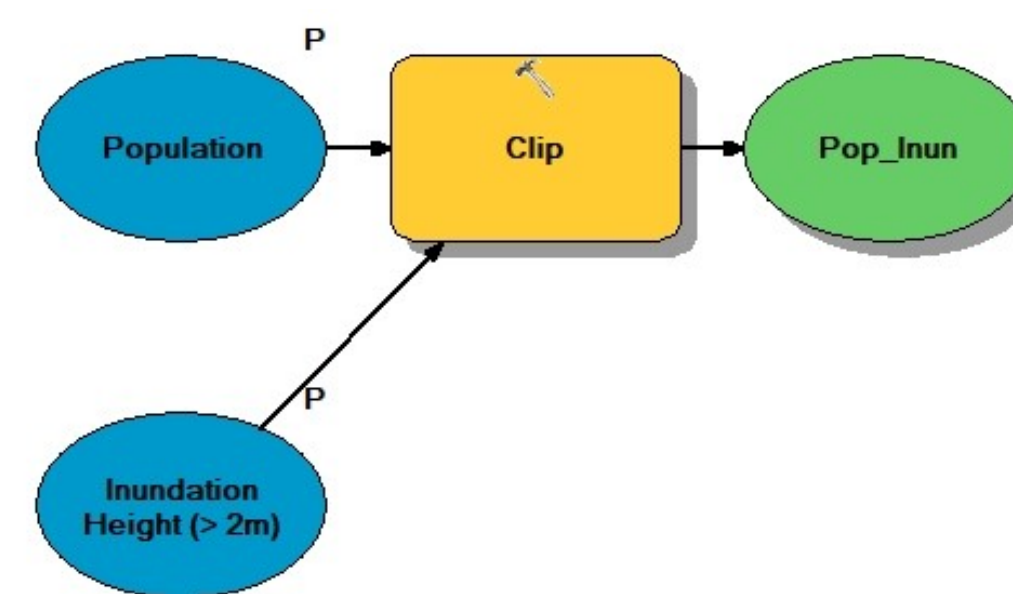 P
Population
Clip
Pop_Inun
P
Inundation
Height (> 2m)